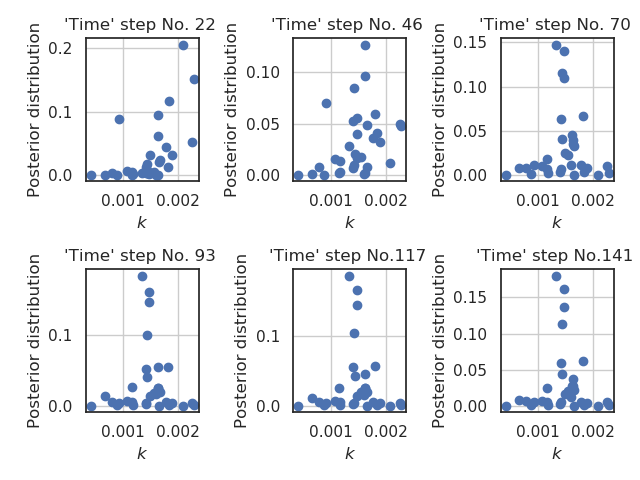 'Time' step No. 22
'Time' step No. 46
'Time' step No. 70
Posterior distribution
0.2
0.1
0.0
0.001
0.002
k
Posterior distribution
0.10
0.05
0.00
0.001
0.002
k
Posterior distribution
0.15
0.10
0.05
0.00
0.001
0.002
k
'Time' step No. 93
'Time' step No.117
'Time' step No.141
Posterior distribution
0.1
0.0
0.001
0.002
k
Posterior distribution
0.1
0.0
0.001
0.002
k
Posterior distribution
0.15
0.10
0.05
0.00
0.001
0.002
k